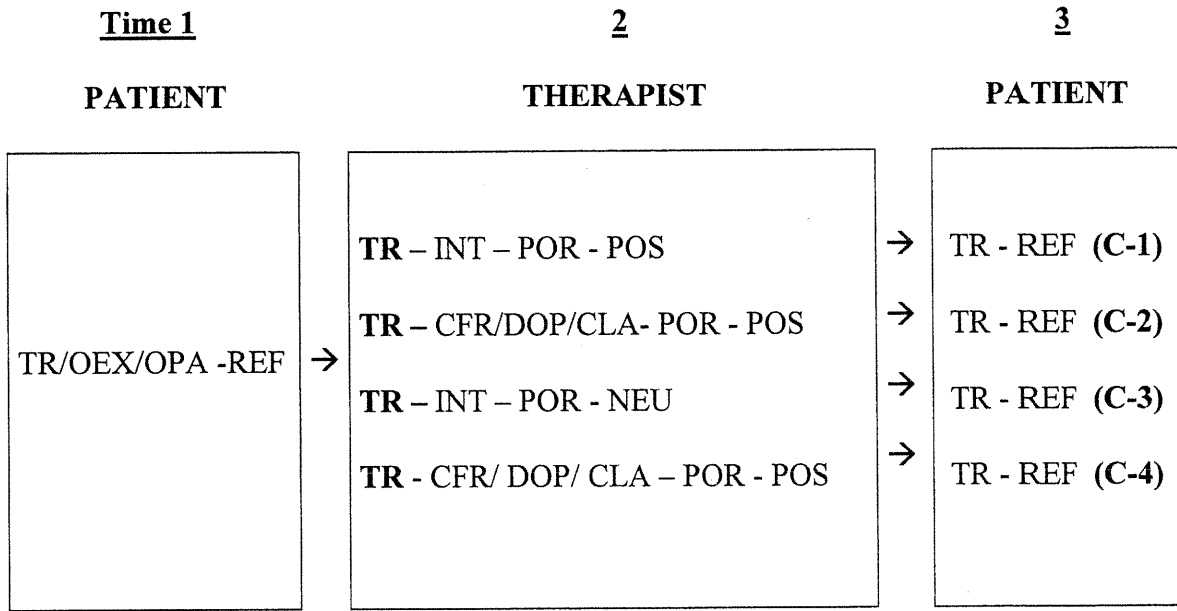 Time 1 2 3
PATIENT THERAPIST PATIENT
TR – INT – POR - POS → TR - REF (C-1)
TR – CFR/DOP/CLA- POR - POS → TR - REF (C-2)
TR/OEX/OPA -REF →
TR – INT – POR - NEU → TR - REF (C-3)
TR - CFR/ DOP/ CLA – POR - POS → TR - REF (C-4)